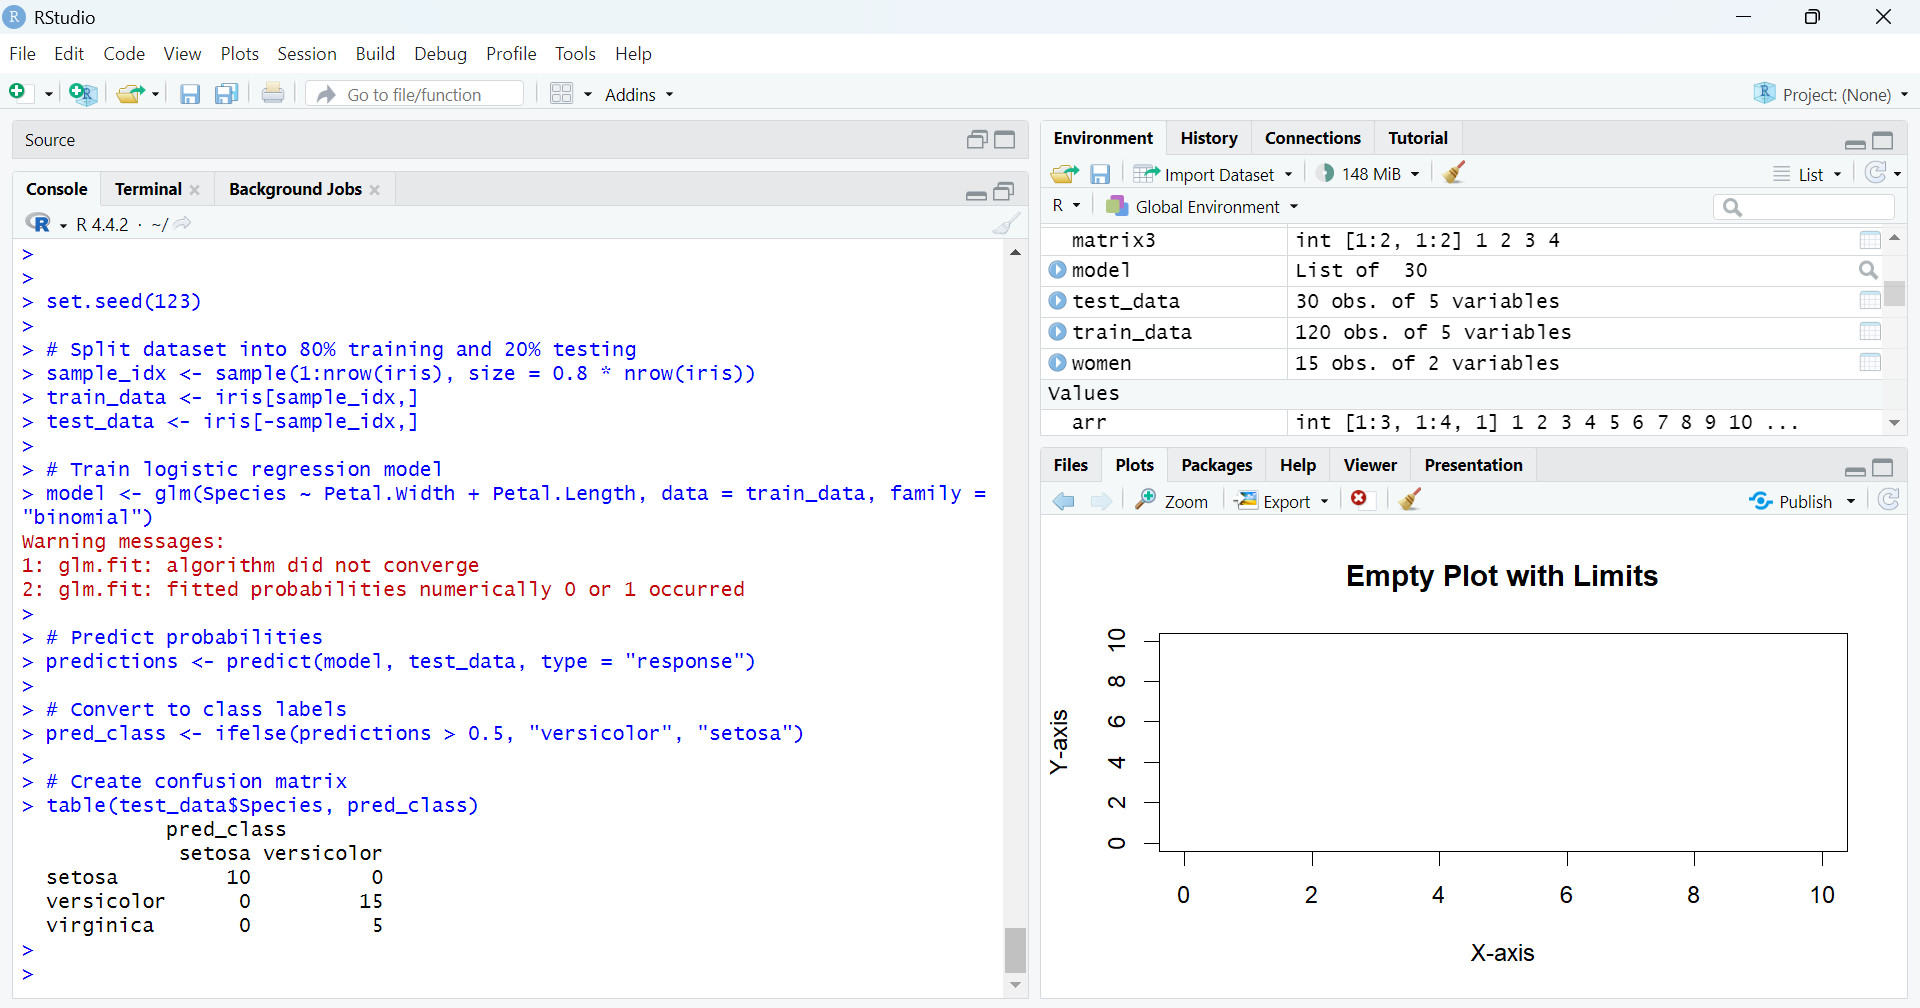 RStudio
File Edit Code View Plots Session Build Debug Profile Tools Help
Go to file/function Addins Project: (None)
Source
Console Terminal Background Jobs
R 4.4.2 · ~/
>
>
> set.seed(123)
>
> # Split dataset into 80% training and 20% testing
> sample_idx <- sample(1:nrow(iris), size = 0.8 * nrow(iris))
> train_data <- iris[sample_idx,]
> test_data <- iris[-sample_idx,]
>
> # Train logistic regression model
> model <- glm(Species ~ Petal.Width + Petal.Length, data = train_data, family =
"binomial")
Warning messages:
1: glm.fit: algorithm did not converge
2: glm.fit: fitted probabilities numerically 0 or 1 occurred
>
> # Predict probabilities
> predictions <- predict(model, test_data, type = "response")
>
> # Convert to class labels
> pred_class <- ifelse(predictions > 0.5, "versicolor", "setosa")
>
> # Create confusion matrix
> table(test_data$Species, pred_class)
pred_class
setosa versicolor
setosa 10 0
versicolor 0 15
virginica 0 5
>
>
Environment History Connections Tutorial
Import Dataset 148 MiB List
R Global Environment
matrix3 int [1:2, 1:2] 1 2 3 4
model List of 30
test_data 30 obs. of 5 variables
train_data 120 obs. of 5 variables
women 15 obs. of 2 variables
Values
arr int [1:3, 1:4, 1] 1 2 3 4 5 6 7 8 9 10 ...
Files Plots Packages Help Viewer Presentation
Zoom Export Publish
Empty Plot with Limits
10
8
6
4
2
0
Y-axis
0 2 4 6 8 10
X-axis